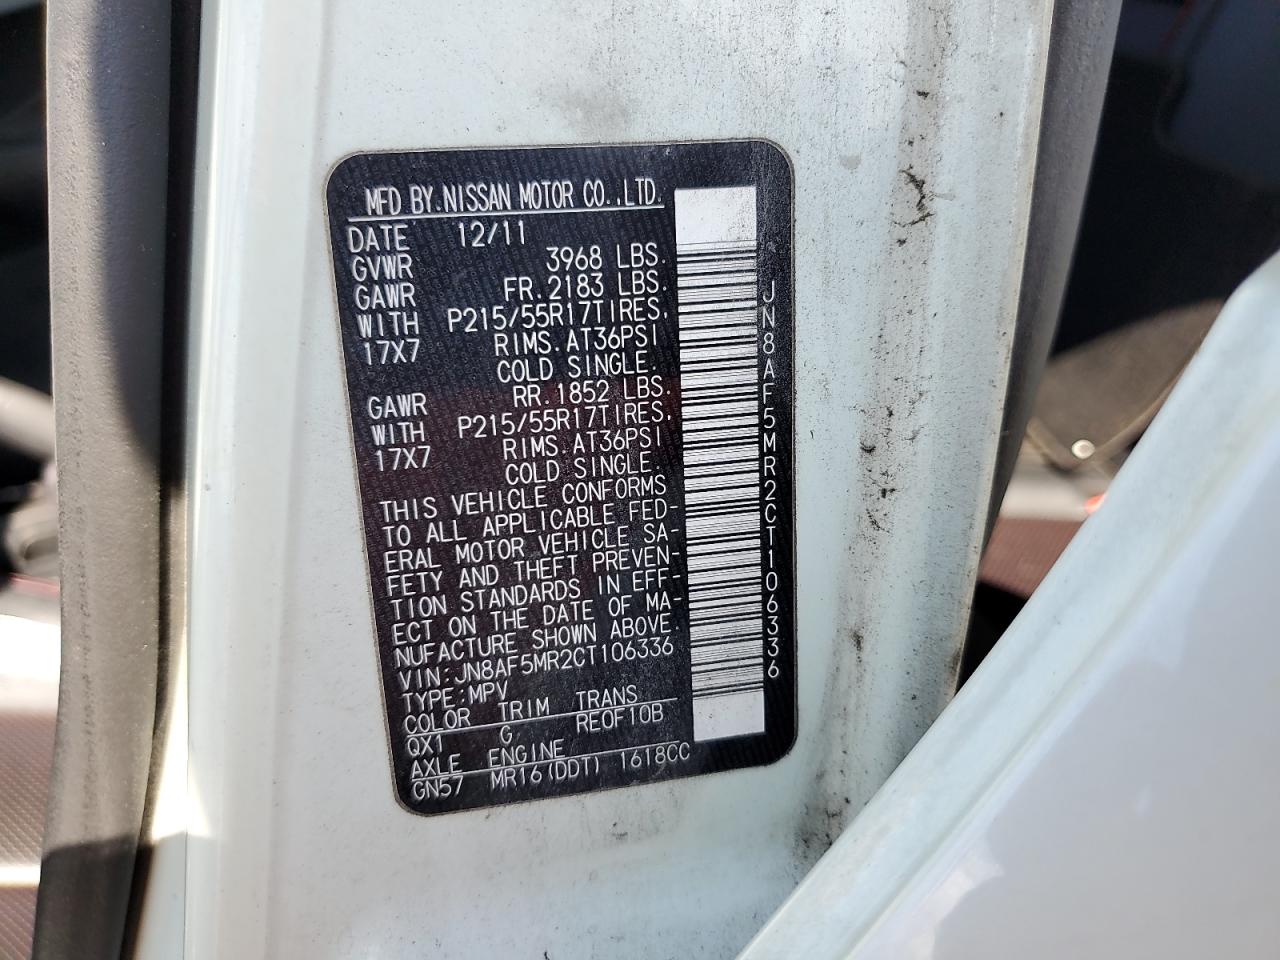 MFD BY.NISSAN MOTOR CO.,LTD.
DATE 12/11
GVWR 3968 LBS.
GAWR FR.2183 LBS.
WITH P215/55R17TIRES,
17X7 RIMS.AT36PSI
COLD SINGLE.
GAWR RR.1852 LBS.
WITH P215/55R17TIRES,
17X7 RIMS.AT36PSI
COLD SINGLE.
THIS VEHICLE CONFORMS
TO ALL APPLICABLE FED-
ERAL MOTOR VEHICLE SA-
FETY AND THEFT PREVEN-
TION STANDARDS IN EFF-
ECT ON THE DATE OF MA-
NUFACTURE SHOWN ABOVE.
VIN:JN8AF5MR2CT106336
TYPE:MPV
COLOR TRIM TRANS
QX1 G RE0F10B
AXLE ENGINE
GN57 MR16(DDT) 1618CC
JN8AF5MR2CT106336